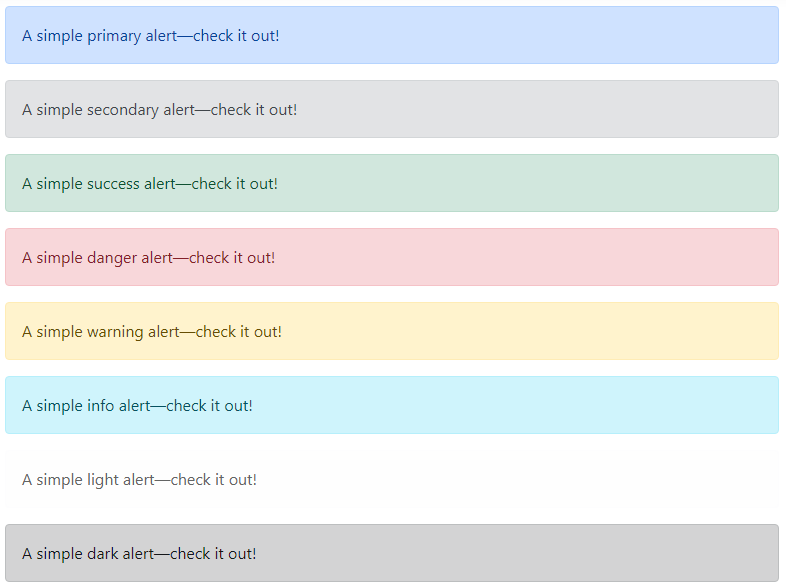 A simple primary alert—check it out!
A simple secondary alert—check it out!
A simple success alert—check it out!
A simple danger alert—check it out!
A simple warning alert—check it out!
A simple info alert—check it out!
A simple light alert—check it out!
A simple dark alert—check it out!